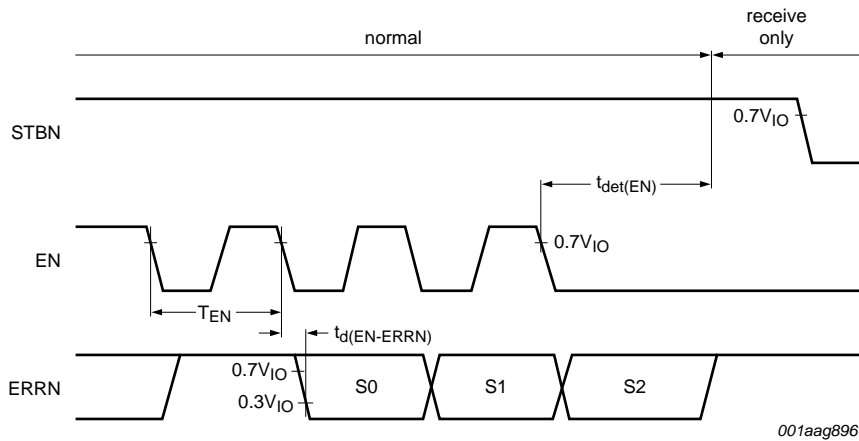 receive
only
normal
STBN
0.7VIO
tdet(EN)
EN
0.7VIO
TEN
td(EN-ERRN)
ERRN
0.7VIO
0.3VIO
S0
S1
S2
001aag896